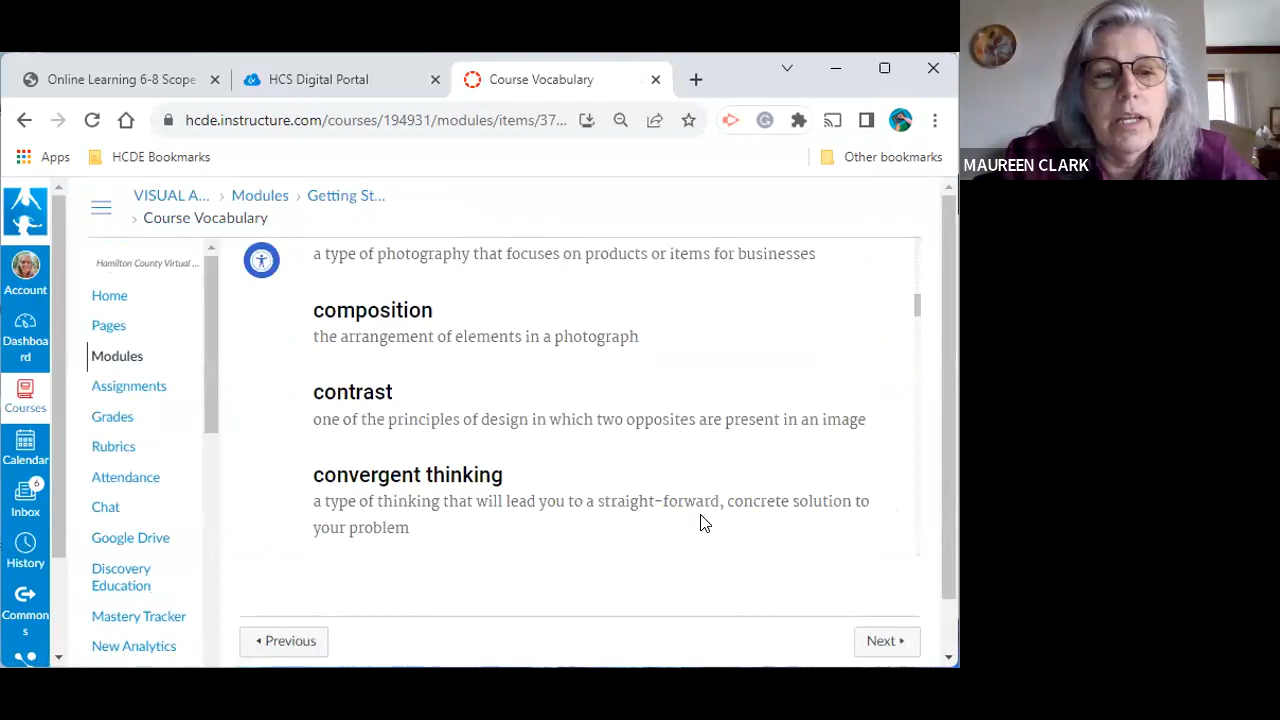 Online Learning 6-8 Scope
HCS Digital Portal
Course Vocabulary
hcde.instructure.com/courses/194931/modules/items/37...
Apps
HCDE Bookmarks
Other bookmarks
MAUREEN CLARK
VISUAL A... › Modules › Getting St...
› Course Vocabulary
Account
Dashboa
rd
Courses
Calendar
6
Inbox
History
Common
s
Hamilton County Virtual ...
Home
Pages
Modules
Assignments
Grades
Rubrics
Attendance
Chat
Google Drive
Discovery
Education
Mastery Tracker
New Analytics
a type of photography that focuses on products or items for businesses
composition
the arrangement of elements in a photograph
contrast
one of the principles of design in which two opposites are present in an image
convergent thinking
a type of thinking that will lead you to a straight-forward, concrete solution to
your problem
Previous
Next